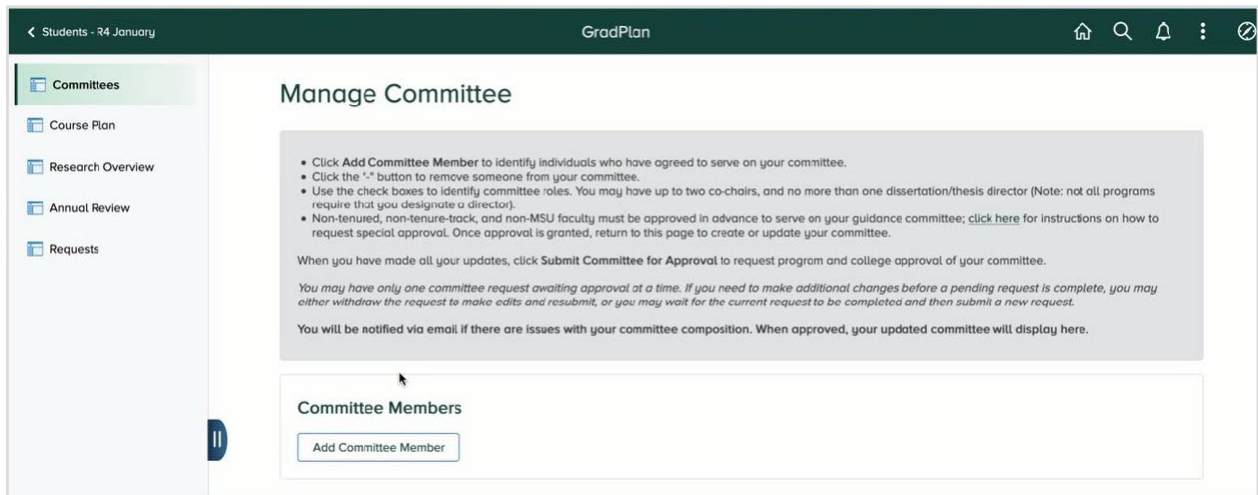 Students - R4 January
GradPlan
Committees
Course Plan
Research Overview
Annual Review
Requests
Manage Committee
• Click Add Committee Member to identify individuals who have agreed to serve on your committee.
• Click the "-" button to remove someone from your committee.
• Use the check boxes to identify committee roles. You may have up to two co-chairs, and no more than one dissertation/thesis director (Note: not all programs
require that you designate a director).
• Non-tenured, non-tenure-track, and non-MSU faculty must be approved in advance to serve on your guidance committee; click here for instructions on how to
request special approval. Once approval is granted, return to this page to create or update your committee.
When you have made all your updates, click Submit Committee for Approval to request program and college approval of your committee.
You may have only one committee request awaiting approval at a time. If you need to make additional changes before a pending request is complete, you may
either withdraw the request to make edits and resubmit, or you may wait for the current request to be completed and then submit a new request.
You will be notified via email if there are issues with your committee composition. When approved, your updated committee will display here.
Committee Members
Add Committee Member